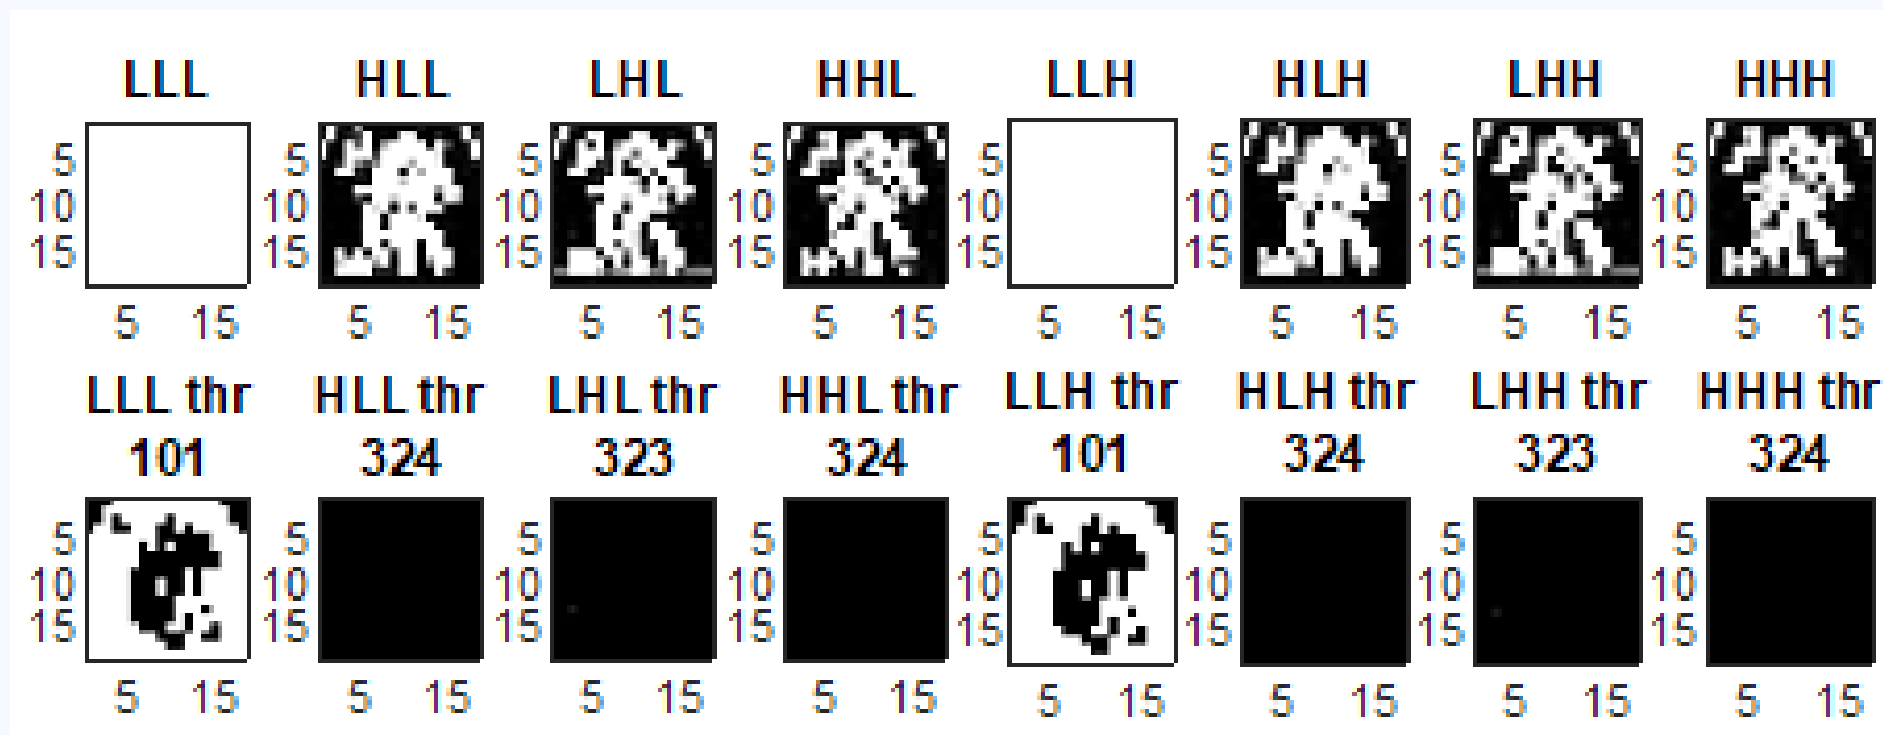 LLL HLL LHL HHL LLH HLH LHH HHH
5 5 5 5 5 5 5 5
10 10 10 10 10 10 10 10
15 15 15 15 15 15 15 15
5 15 5 15 5 15 5 15 5 15 5 15 5 15 5 15
LLL thr HLL thr LHL thr HHL thr LLH thr HLH thr LHH thr HHH thr
101 324 323 324 101 324 323 324
5 5 5 5 5 5 5 5
10 10 10 10 10 10 10 10
15 15 15 15 15 15 15 15
5 15 5 15 5 15 5 15 5 15 5 15 5 15 5 15